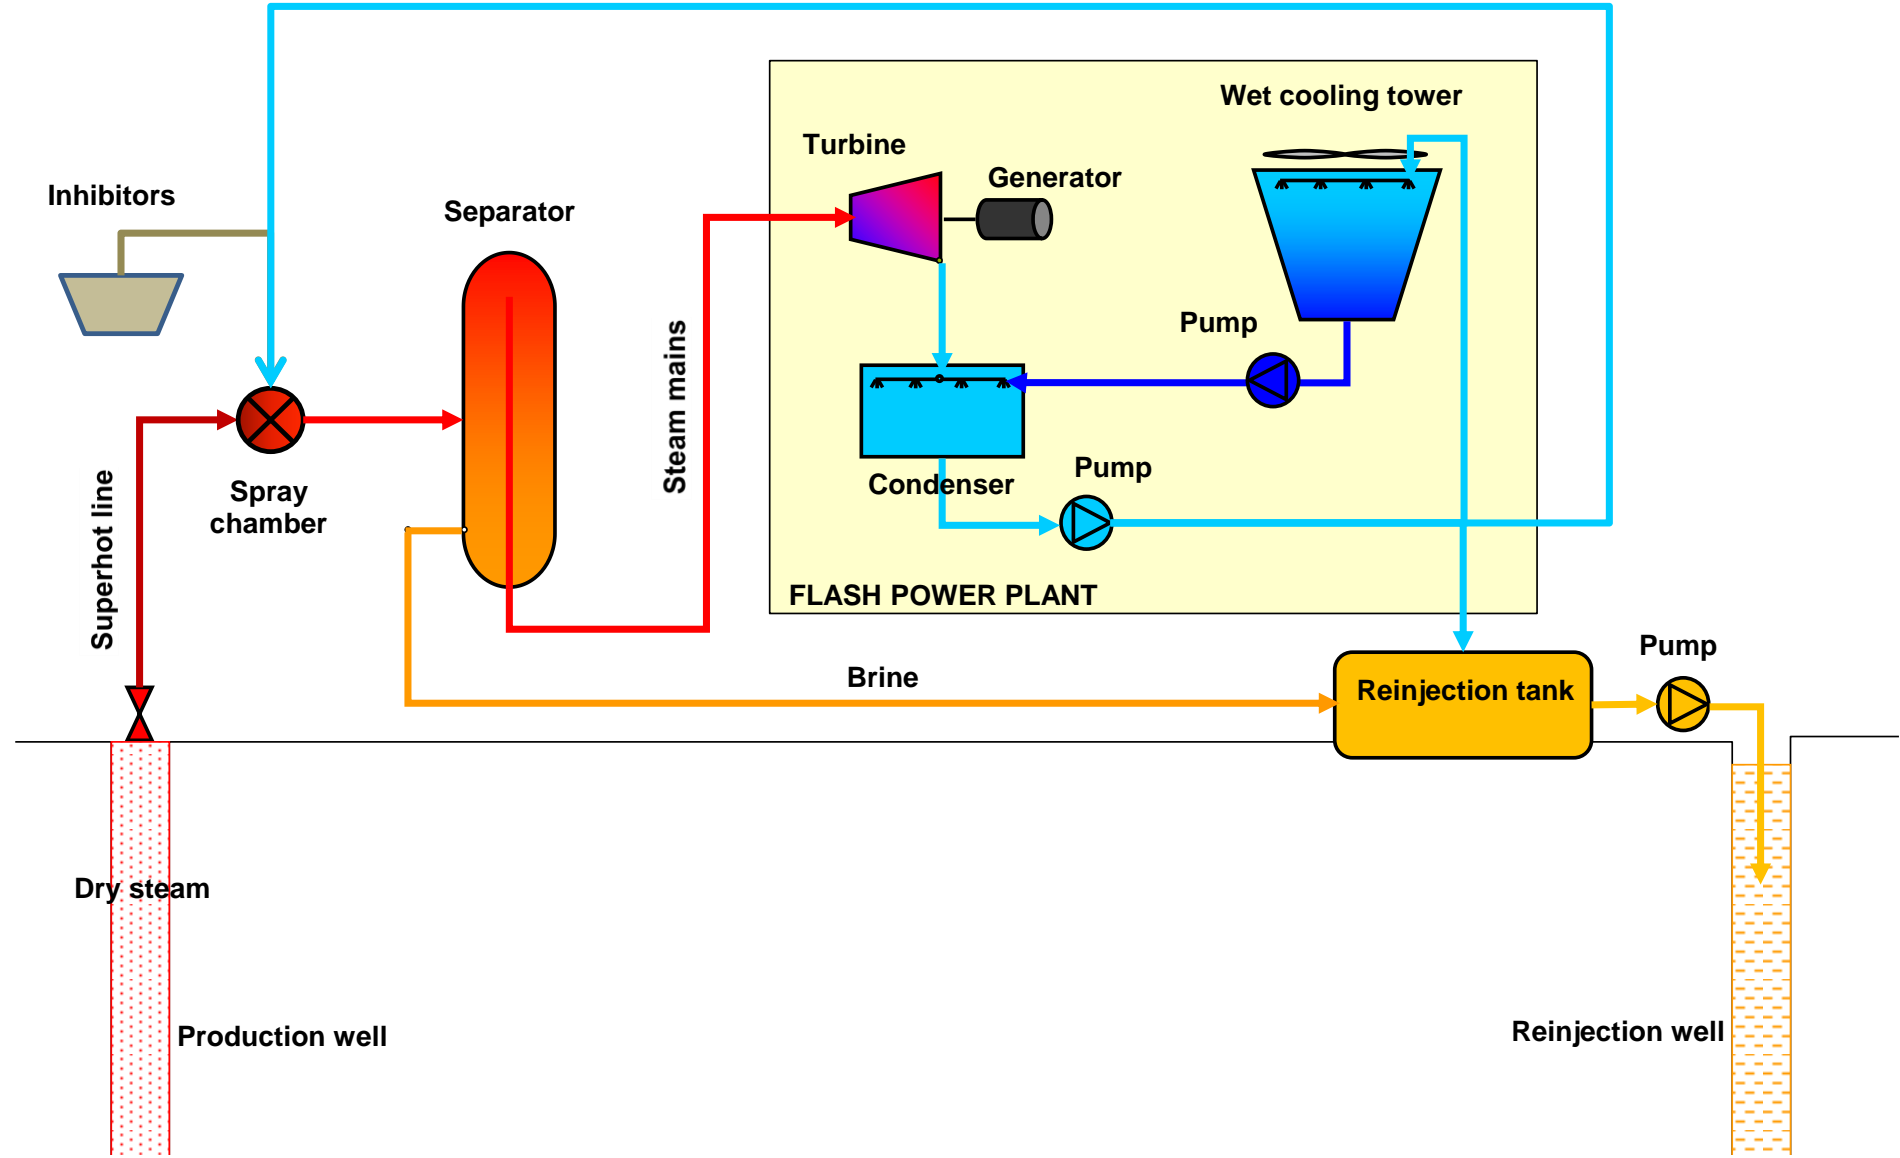 Wet cooling tower
Turbine
Generator
Inhibitors
Separator
Pump
Steam mains
Condenser
Pump
Spray
chamber
Superhot line
FLASH POWER PLANT
Pump
Brine
Reinjection tank
Dry steam
Production well
Reinjection well